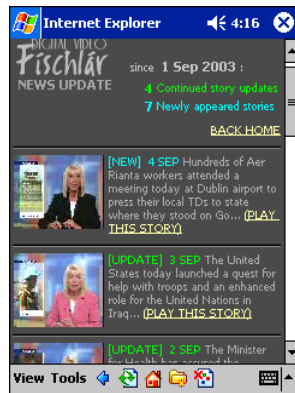 Internet Explorer 4:16
DIGITAL VIDEO
Físchlár
NEWS UPDATE
since 1 Sep 2003 :
4 Continued story updates
7 Newly appeared stories
BACK HOME
[NEW] 4 SEP Hundreds of Aer
Rianta workers attended a
meeting today at Dublin airport to
press their local TDs to state
where they stood on Go... (PLAY
THIS STORY)
[UPDATE] 3 SEP The United
States today launched a quest for
help with troops and an enhanced
role for the United Nations in
Iraq... (PLAY THIS STORY)
[UPDATE] 2 SEP The Minister
for Health has accused the
View Tools